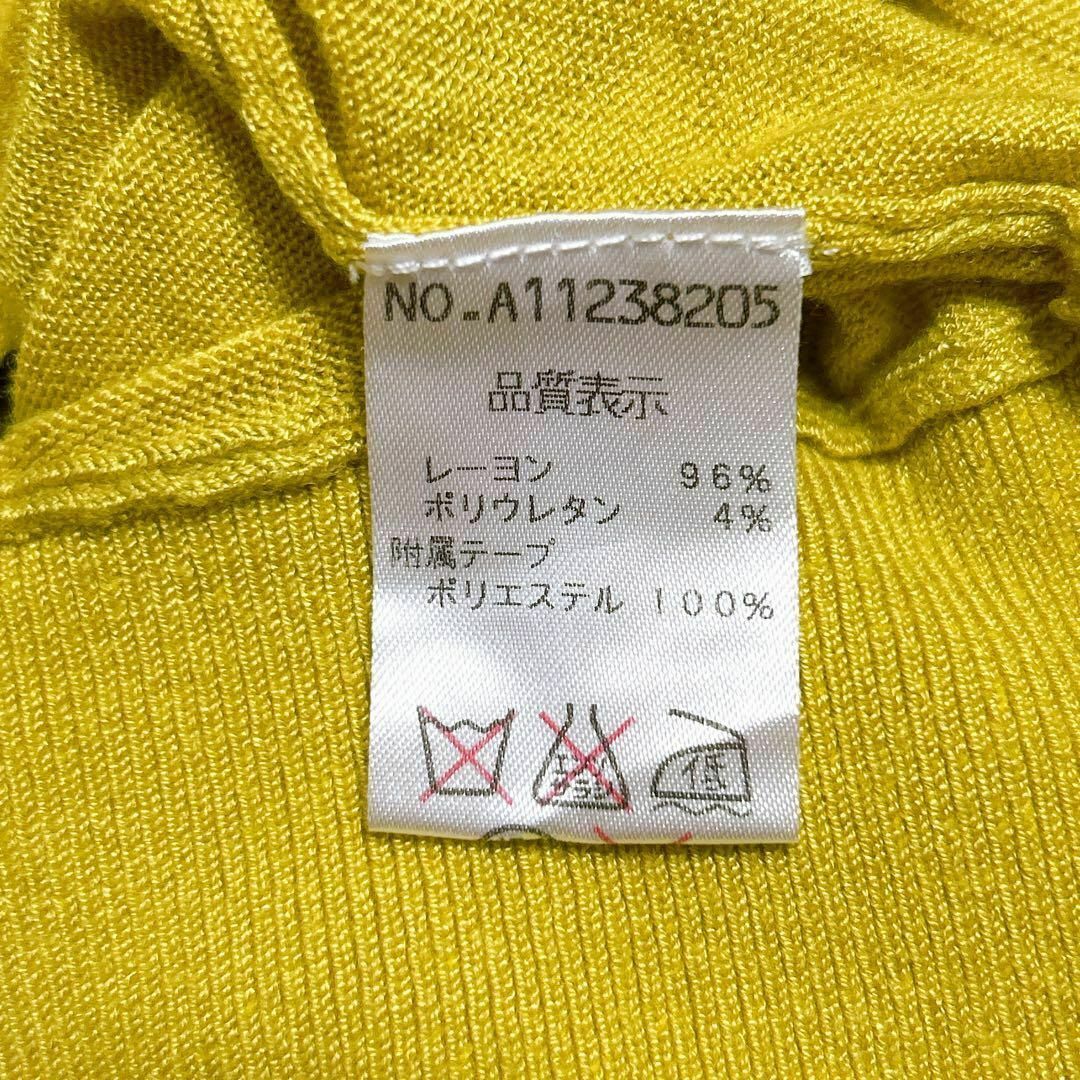 NO.A11238205
品質表示
レーヨン 96%
ポリウレタン 4%
附属テープ
ポリエステル 100%
低